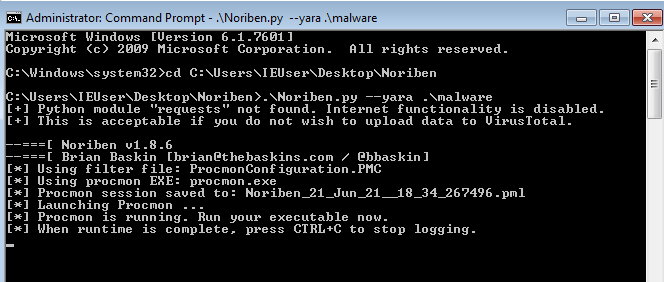 Administrator: Command Prompt - .\Noriben.py --yara .\malware
Microsoft Windows [Version 6.1.7601]
Copyright (c) 2009 Microsoft Corporation.  All rights reserved.
C:\Windows\system32>cd C:\Users\IEUser\Desktop\Noriben
C:\Users\IEUser\Desktop\Noriben>.\Noriben.py --yara .\malware
[+] Python module "requests" not found. Internet functionality is disabled.
[+] This is acceptable if you do not wish to upload data to VirusTotal.
--===[ Noriben v1.8.6
--===[ Brian Baskin [brian@thebaskins.com / @bbaskin]
[*] Using filter file: ProcmonConfiguration.PMC
[*] Using procmon EXE: procmon.exe
[*] Procmon session saved to: Noriben_21_Jun_21__18_34_267496.pml
[*] Launching Procmon ...
[*] Procmon is running. Run your executable now.
[*] When runtime is complete, press CTRL+C to stop logging.